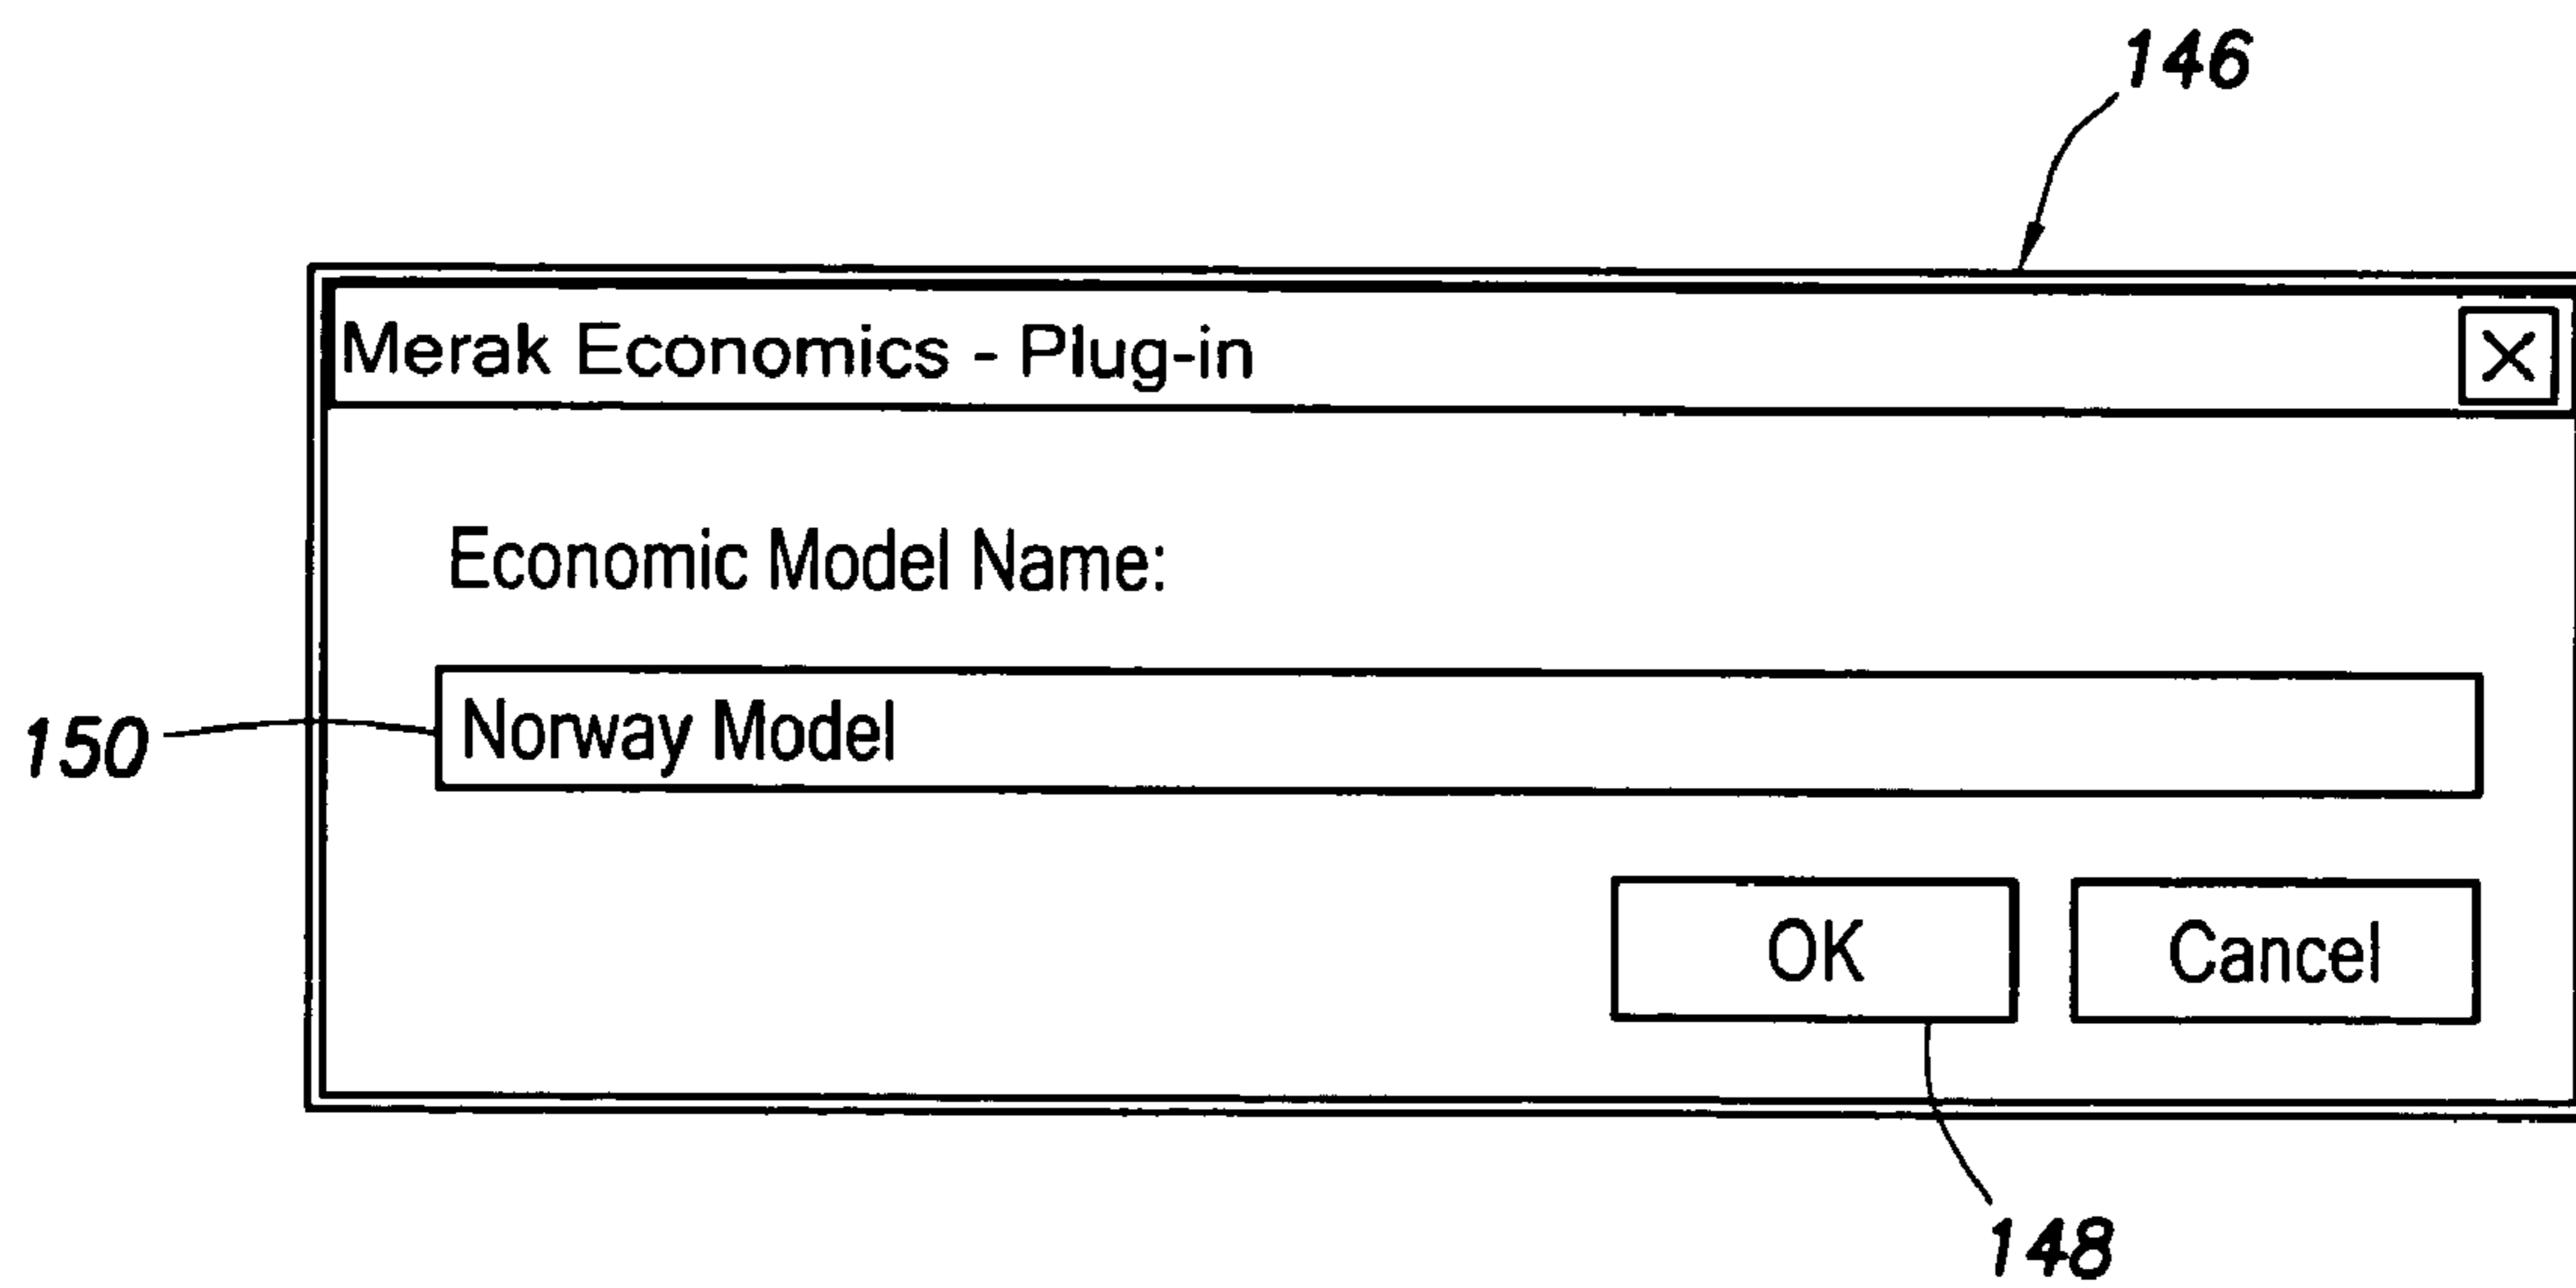 146
Merak Economics - Plug-in X
Economic Model Name:
150 Norway Model
OK Cancel
148